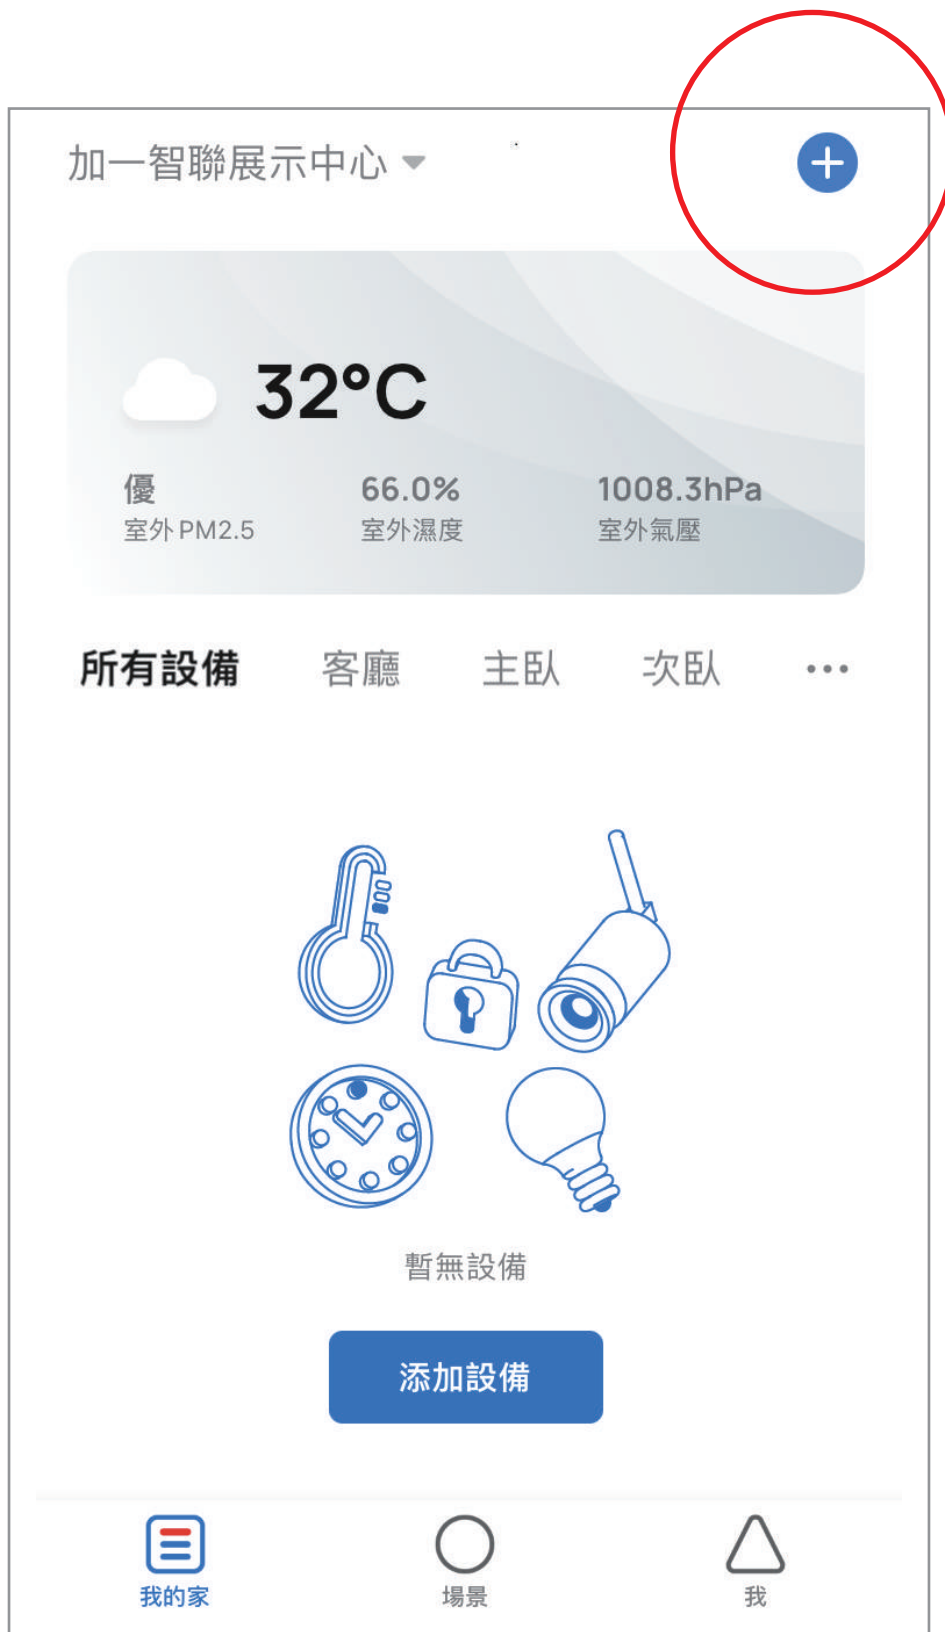 加一智聯展示中心
32°C
優 66.0% 1008.3hPa
室外PM2.5 室外濕度 室外氣壓
所有設備 客廳 主臥 次臥
暫無設備
添加設備
我的家 場景 我